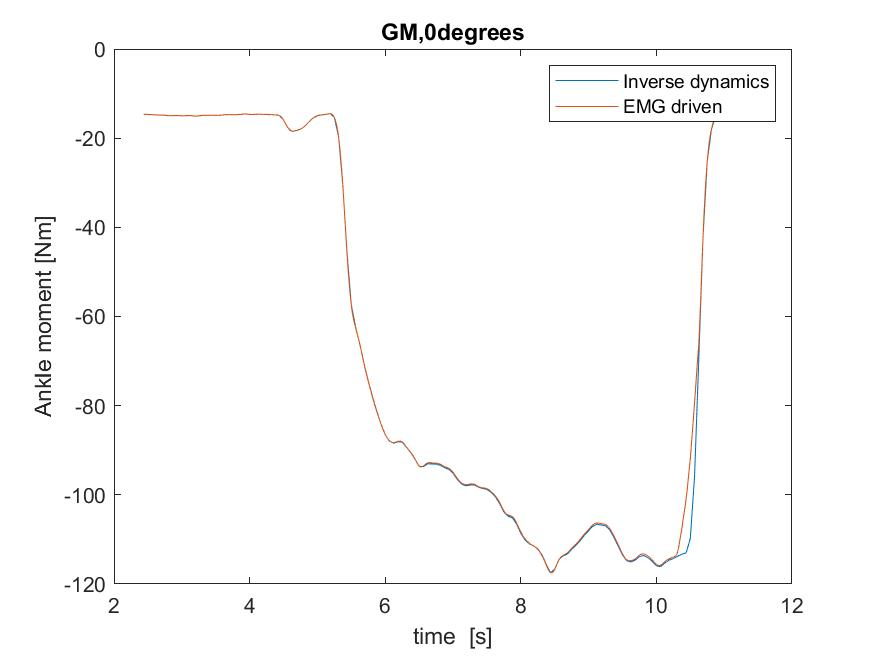 GM,0degrees
Inverse dynamics
EMG driven
0
-20
-40
-60
-80
-100
-120
Ankle moment [Nm]
2 4 6 8 10 12
time [s]